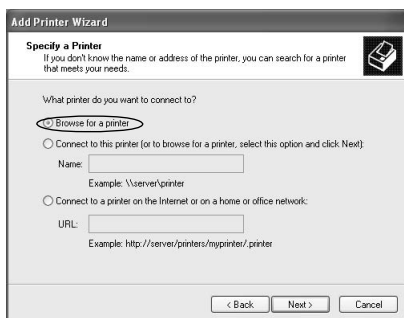 Add Printer Wizard
Specify a Printer
If you don't know the name or address of the printer, you can search for a printer
that meets your needs.
What printer do you want to connect to?
Browse for a printer
Connect to this printer (or to browse for a printer, select this option and click Next):
Name:
Example: \\server\printer
Connect to a printer on the Internet or on a home or office network:
URL:
Example: http://server/printers/myprinter/.printer
< Back Next > Cancel